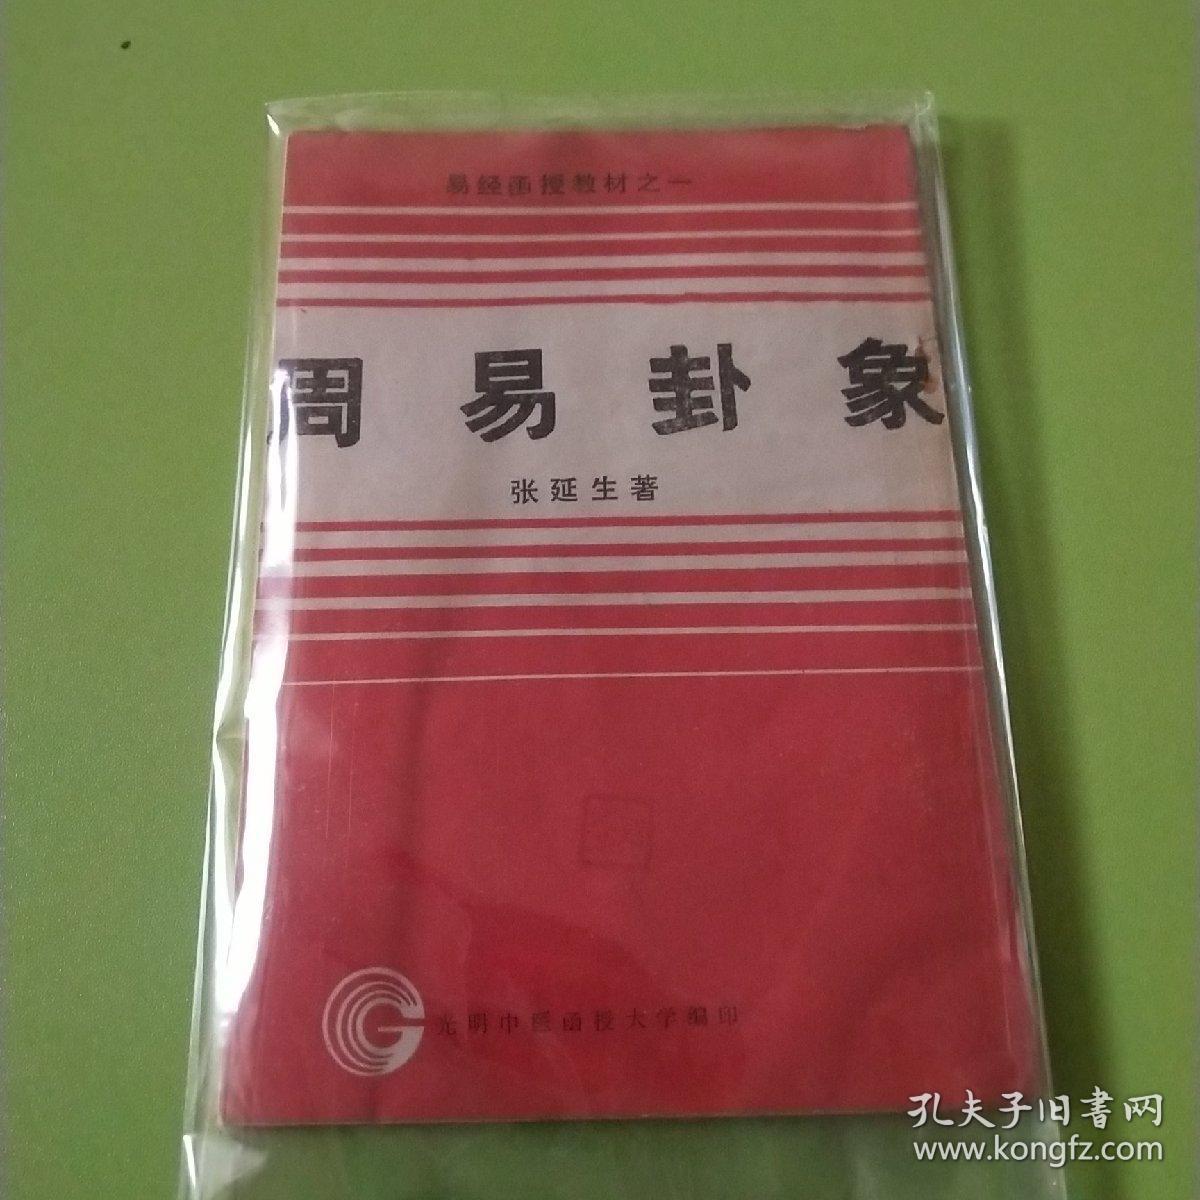 易经函授教材之一
周易卦象
张延生著
光明中医函授大学编印
孔夫子旧書网
www.kongfz.com